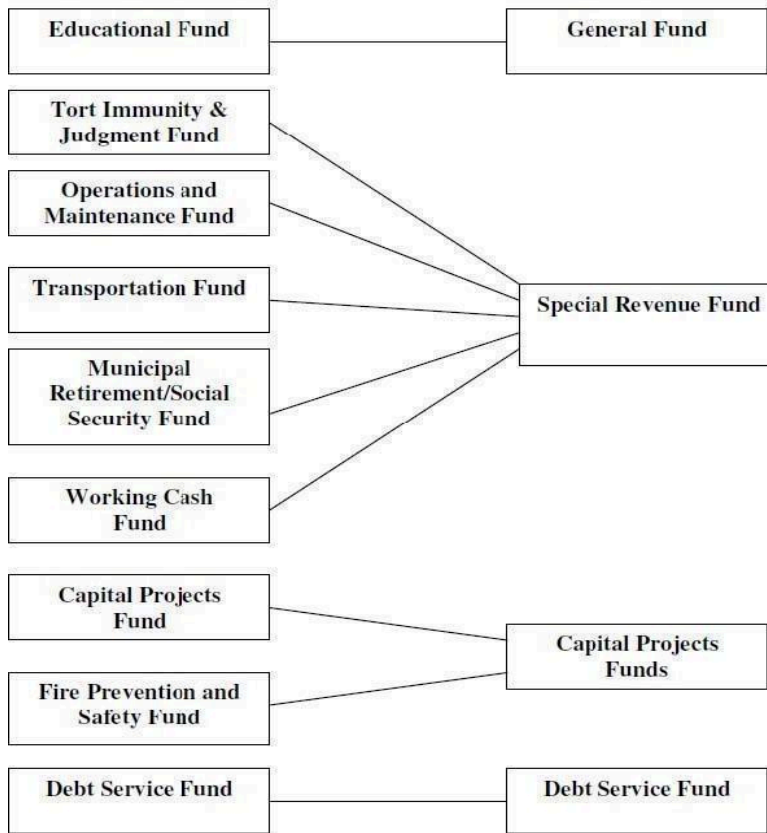 Educational Fund
General Fund
Tort Immunity &
Judgment Fund
Operations and
Maintenance Fund
Transportation Fund
Special Revenue Fund
Municipal
Retirement/Social
Security Fund
Working Cash
Fund
Capital Projects
Fund
Capital Projects
Funds
Fire Prevention and
Safety Fund
Debt Service Fund
Debt Service Fund